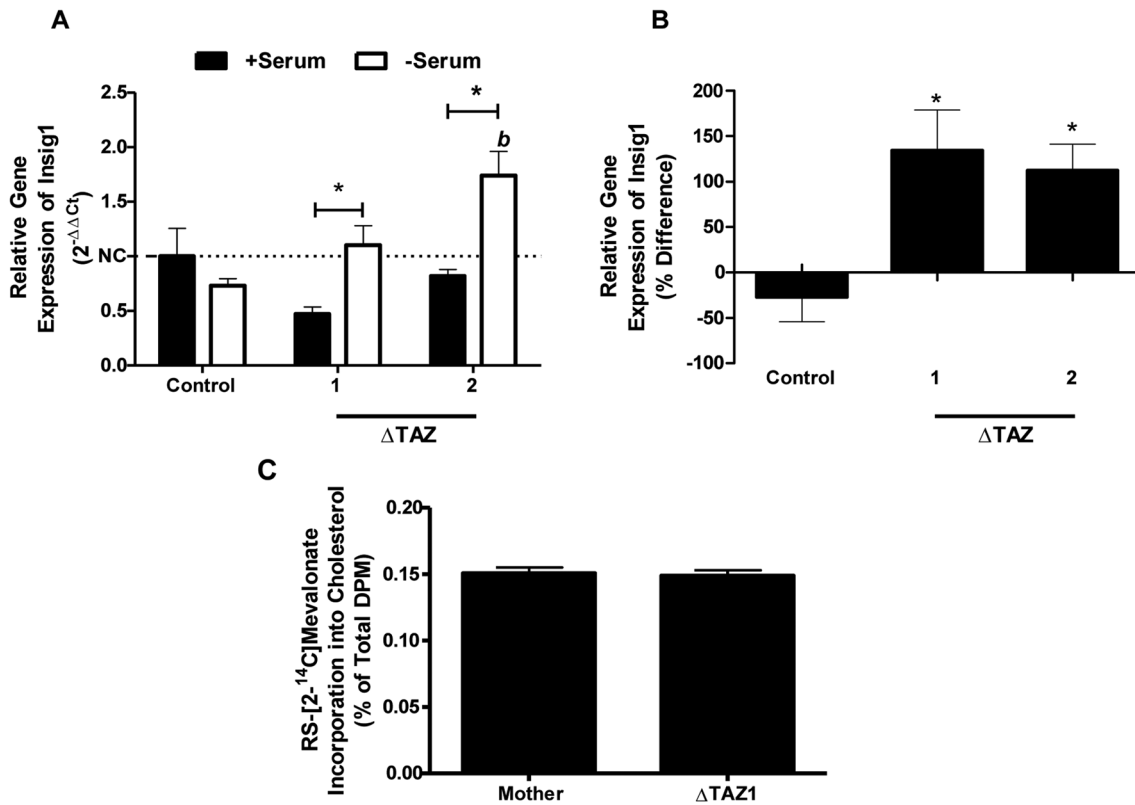 A
+Serum
-Serum
Relative Gene
Expression of Insig1
(2^-ΔΔCt)
2.5
2.0
1.5
NC
0.5
0.0
*
*
b
Control
1
2
ΔTAZ
B
Relative Gene
Expression of Insig1
(% Difference)
200
150
100
50
0
-50
-100
*
*
Control
1
2
ΔTAZ
C
RS-[2-¹⁴C]Mevalonate
Incorporation into Cholesterol
(% of Total DPM)
0.20
0.15
0.10
0.05
0.00
Mother
ΔTAZ1